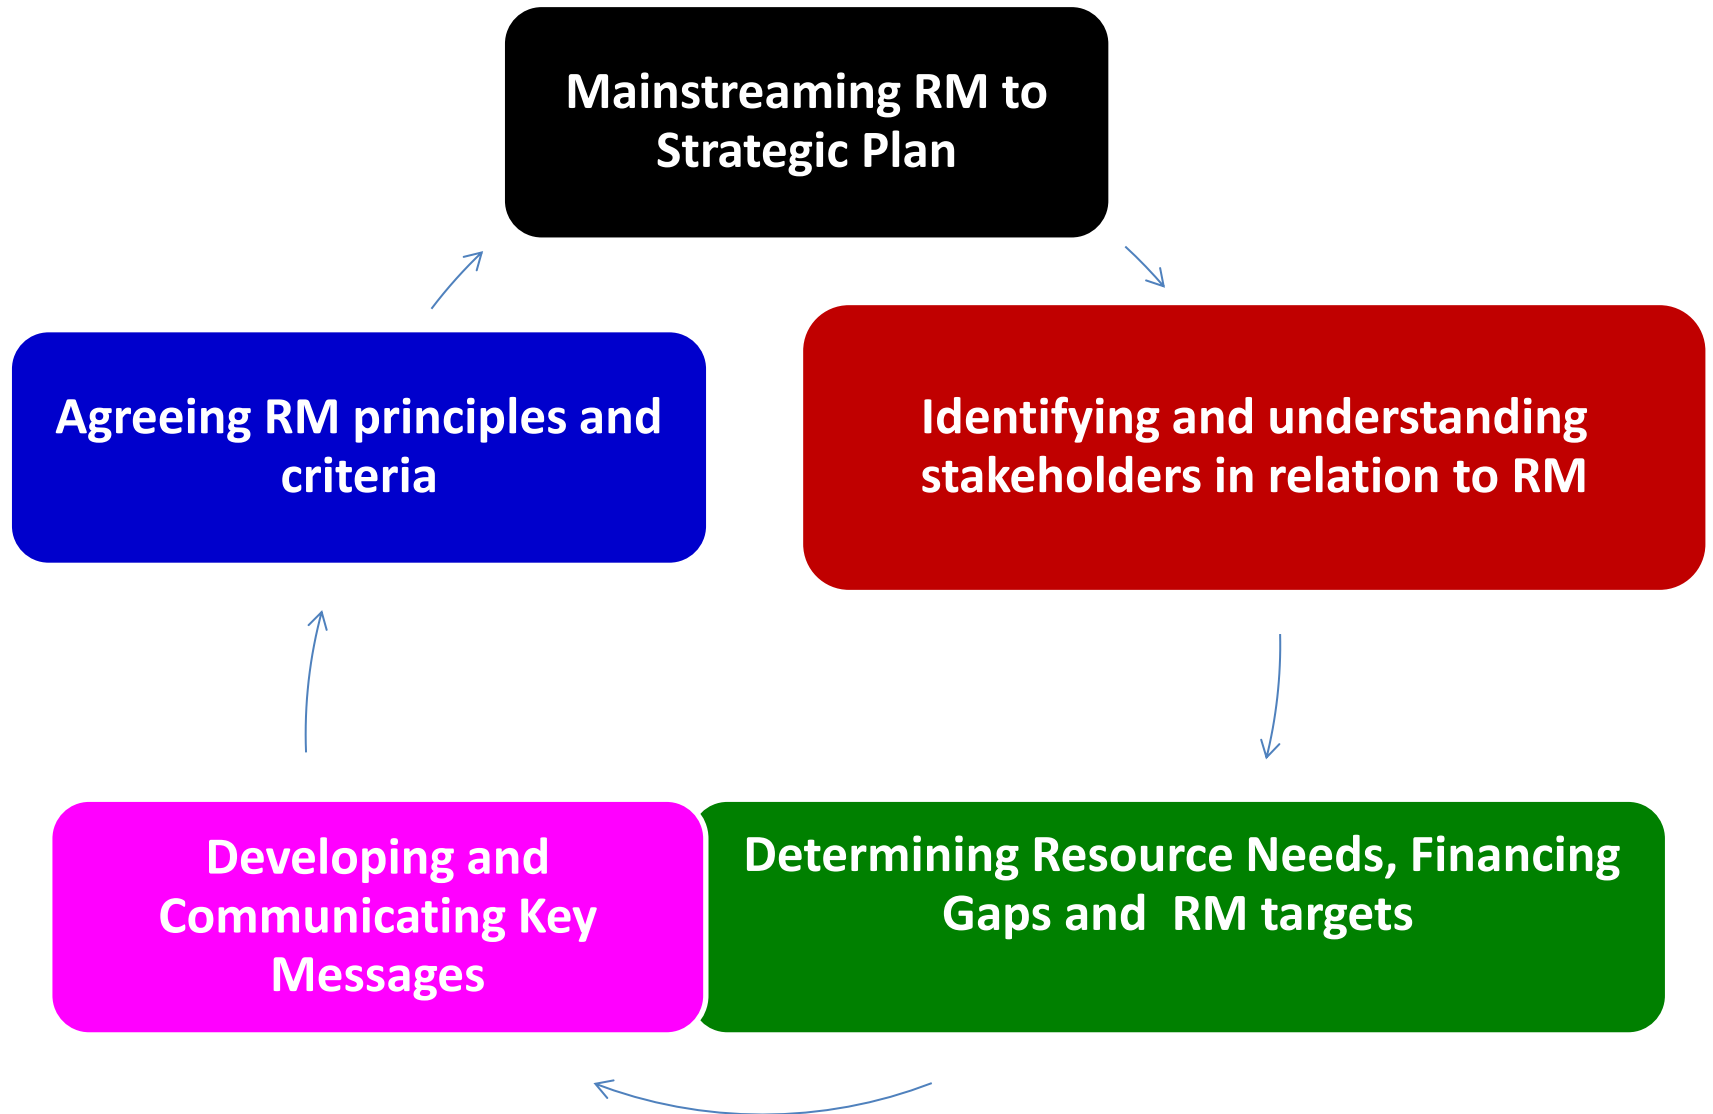 Mainstreaming RM to
Strategic Plan
Identifying and understanding
stakeholders in relation to RM
Determining Resource Needs, Financing
Gaps and  RM targets
Developing and
Communicating Key
Messages
Agreeing RM principles and
criteria